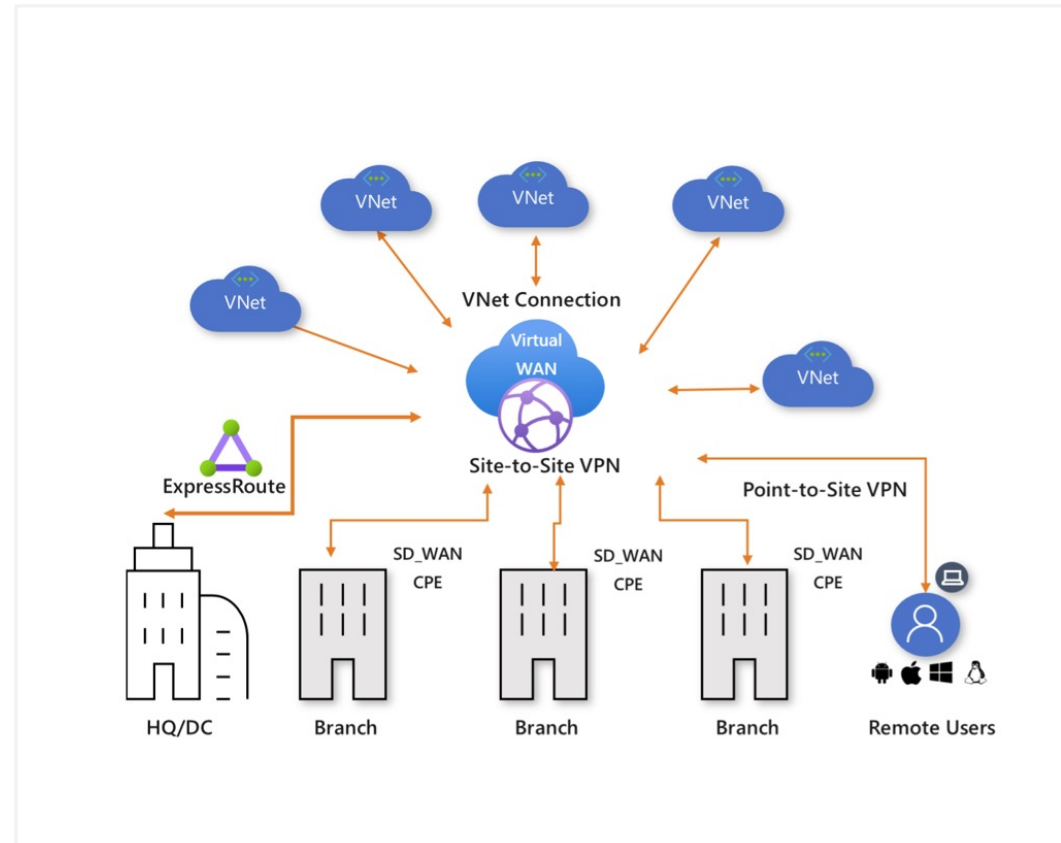 VNet
VNet
VNet
VNet
VNet Connection
Virtual
WAN
VNet
Site-to-Site VPN
ExpressRoute
Point-to-Site VPN
SD_WAN
CPE
SD_WAN
CPE
SD_WAN
CPE
HQ/DC
Branch
Branch
Branch
Remote Users